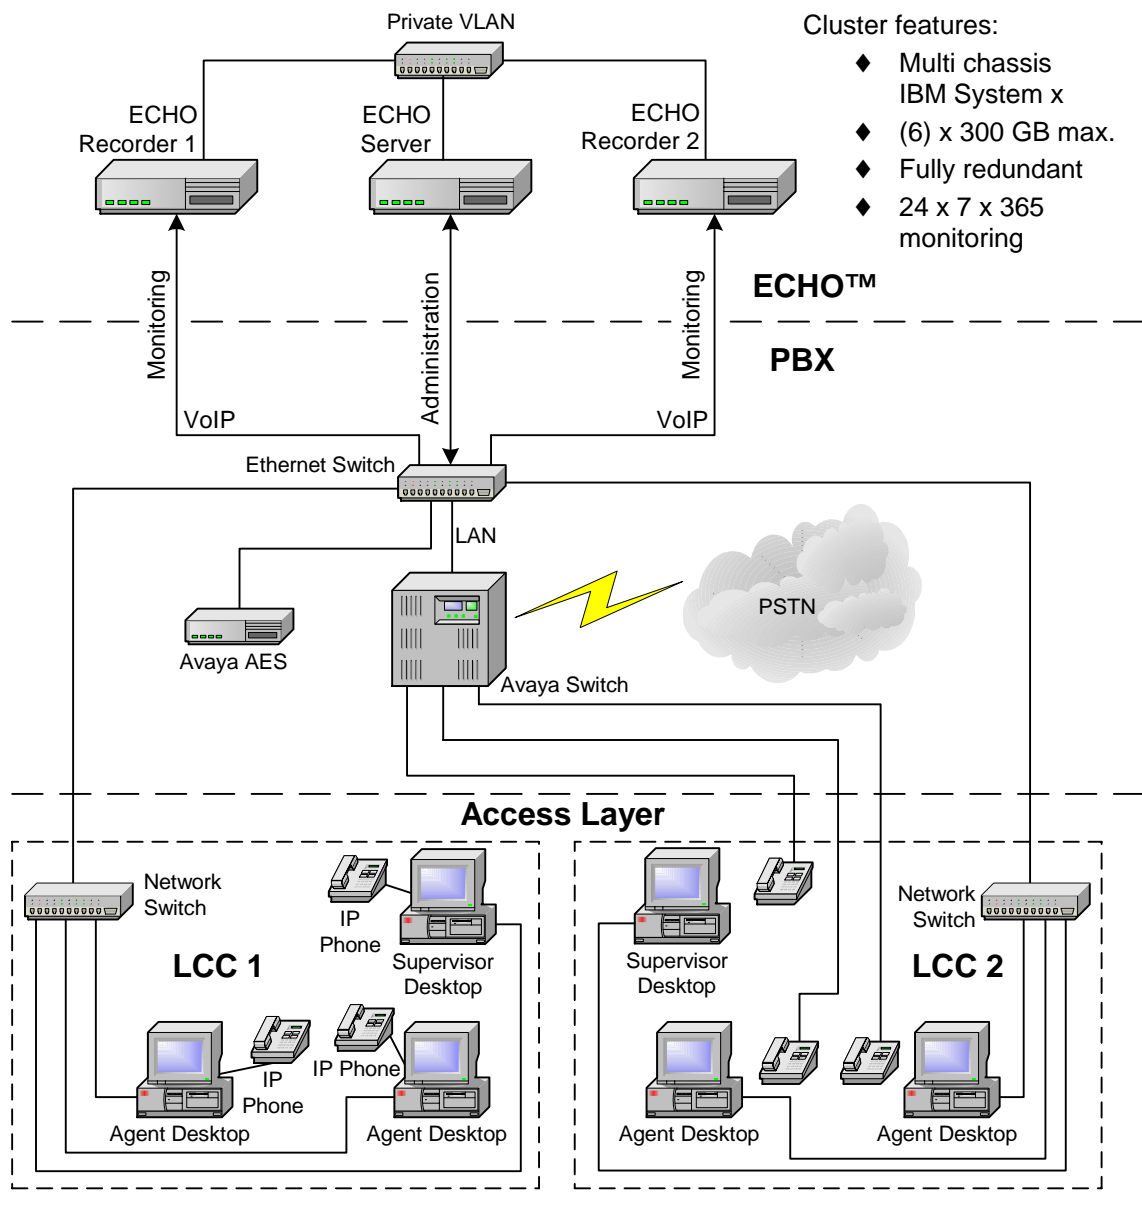 Private VLAN
Cluster features:
♦ Multi chassis
IBM System x
♦ (6) x 300 GB max.
♦ Fully redundant
♦ 24 x 7 x 365
monitoring
ECHO
Recorder 1
ECHO
Server
ECHO
Recorder 2
Monitoring
Administration
Monitoring
ECHO™
PBX
VoIP
VoIP
Ethernet Switch
LAN
PSTN
Avaya AES
Avaya Switch
Access Layer
Network
Switch
IP
Phone
Supervisor
Desktop
LCC 1
IP
Phone
IP Phone
Agent Desktop
Agent Desktop
Supervisor
Desktop
Network
Switch
LCC 2
Agent Desktop
Agent Desktop